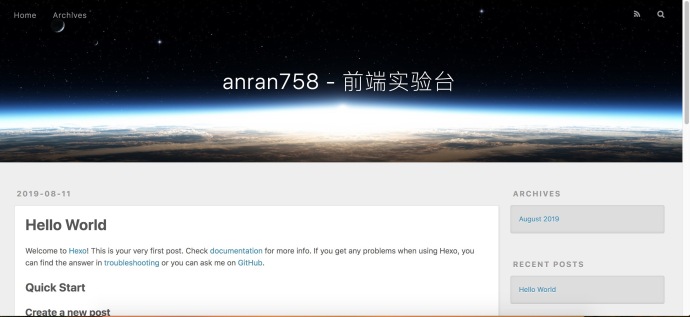 Home Archives
anran758 - 前端实验台
2019-08-11
Hello World
Welcome to Hexo! This is your very first post. Check documentation for more info. If you get any problems when using Hexo, you
can find the answer in troubleshooting or you can ask me on GitHub.
Quick Start
Create a new post
ARCHIVES
August 2019
RECENT POSTS
Hello World